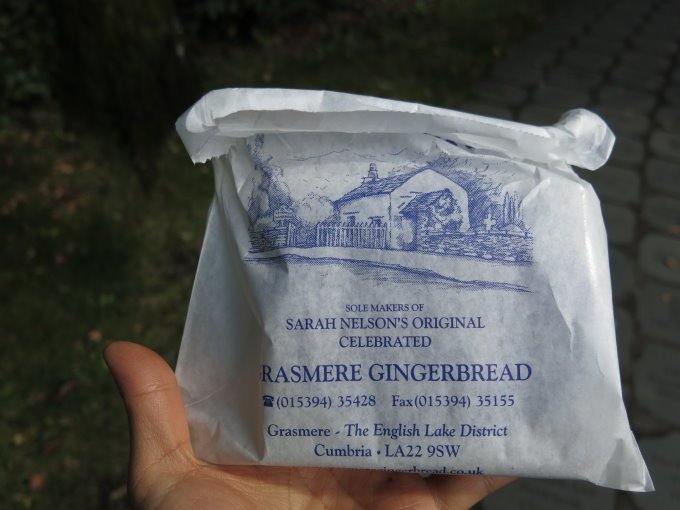 SOLE MAKERS OF
SARAH NELSON'S ORIGINAL
CELEBRATED
RASMERE GINGERBREAD
☎(015394) 35428 Fax(015394) 35155
Grasmere - The English Lake District
Cumbria • LA22 9SW
gingerbread.co.uk